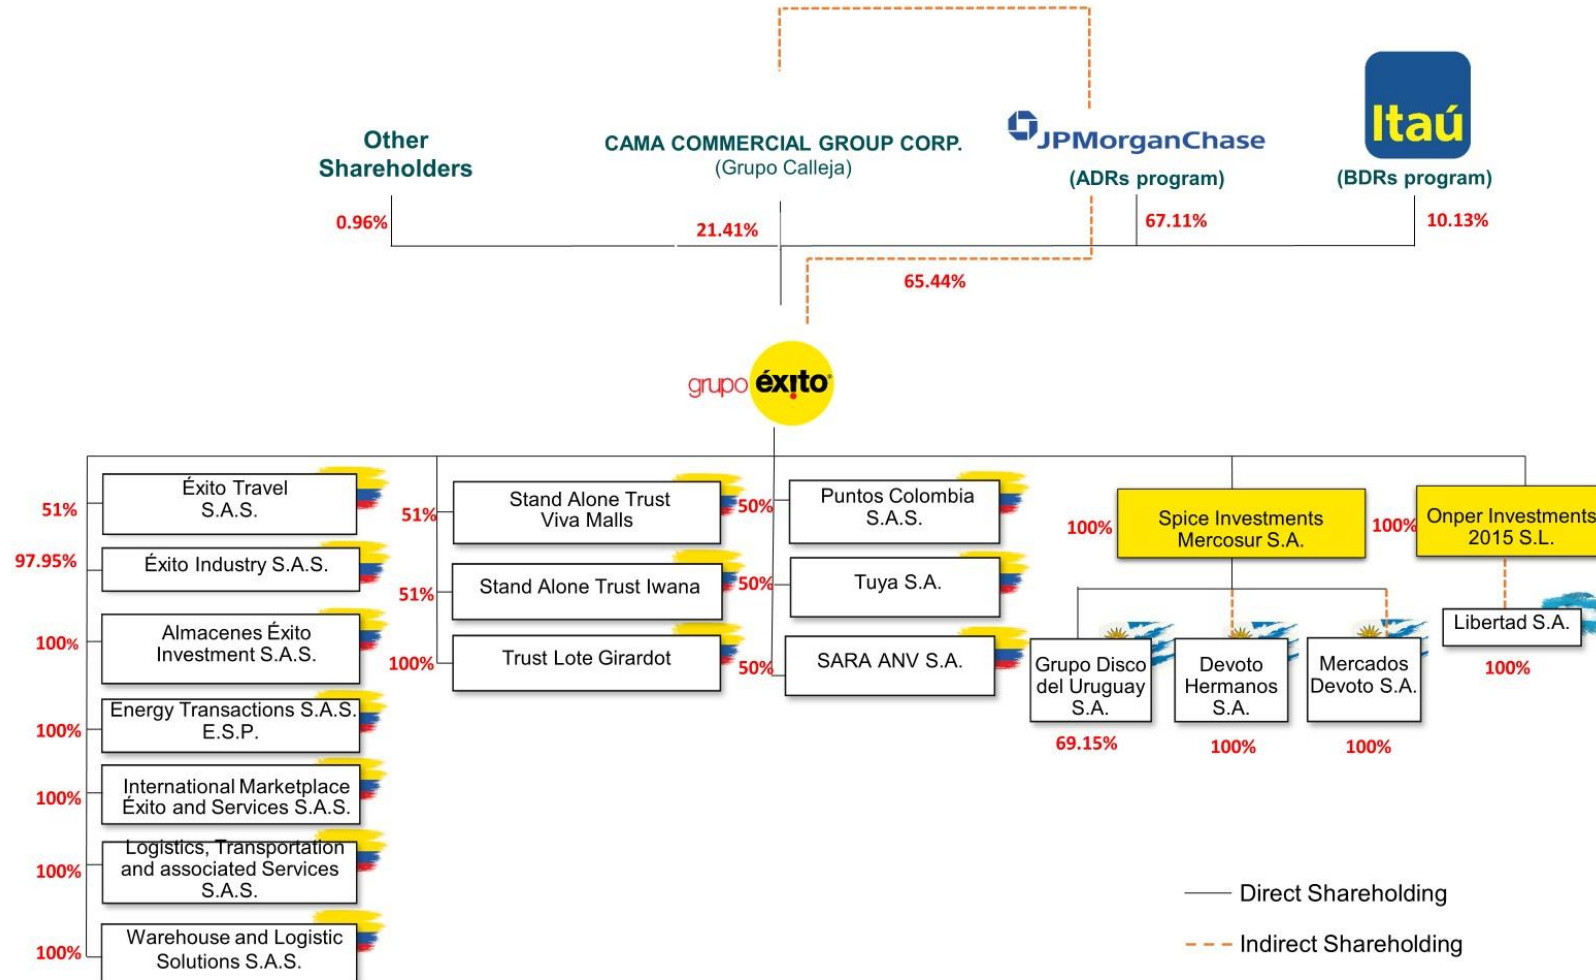 Other
Shareholders
0.96%
CAMA COMMERCIAL GROUP CORP.
(Grupo Calleja)
21.41%
JPMorganChase
(ADRs program)
67.11%
Itaú
(BDRs program)
10.13%
65.44%
grupo éxito
51%
Éxito Travel
S.A.S.
97.95%
Éxito Industry S.A.S.
100%
Almacenes Éxito
Investment S.A.S.
100%
Energy Transactions S.A.S.
E.S.P.
100%
International Marketplace
Éxito and Services S.A.S.
100%
Logistics, Transportation
and associated Services
S.A.S.
100%
Warehouse and Logistic
Solutions S.A.S.
51%
Stand Alone Trust
Viva Malls
51%
Stand Alone Trust Iwana
100%
Trust Lote Girardot
50%
Puntos Colombia
S.A.S.
50%
Tuya S.A.
50%
SARA ANV S.A.
100%
Spice Investments
Mercosur S.A.
Grupo Disco
del Uruguay
S.A.
69.15%
Devoto
Hermanos
S.A.
100%
Mercados
Devoto S.A.
100%
100%
Onper Investments
2015 S.L.
Libertad S.A.
100%
Direct Shareholding
Indirect Shareholding